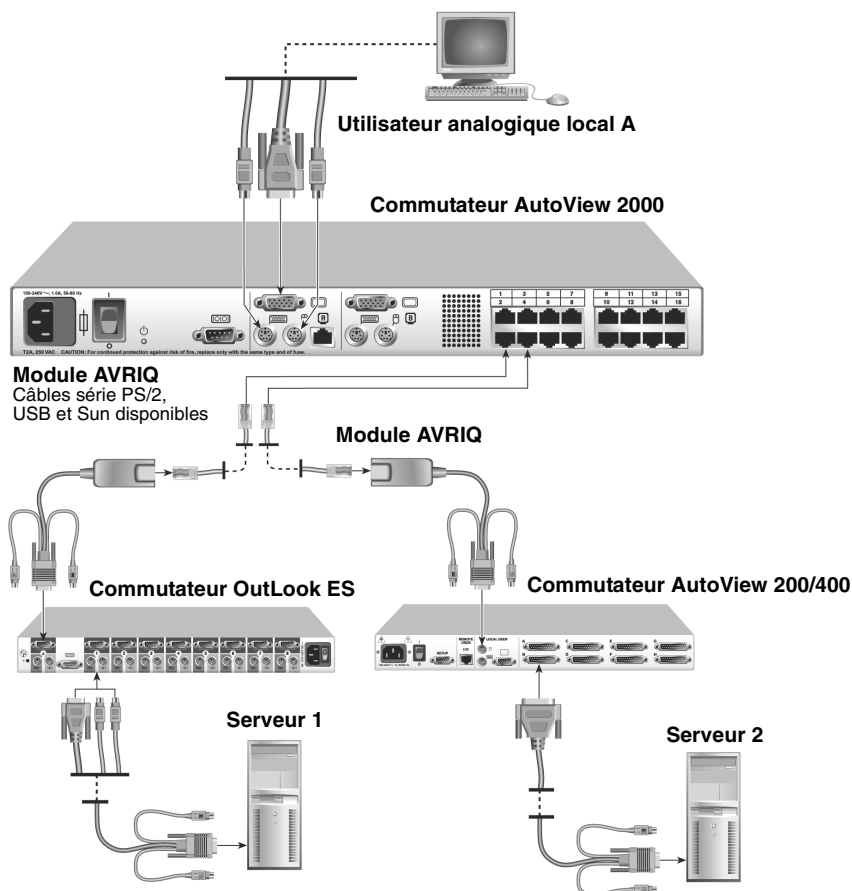 Utilisateur analogique local A
Commutateur AutoView 2000
100-240V ~, 1.0A, 50-60 Hz
1 3 5 7 9 11 13 15
2 4 6 8 10 12 14 16
A
B
T2A, 250 VAC CAUTION: For continued protection against risk of fire, replace only with the same type and of fuse.
Module AVRIQ
Câbles série PS/2,
USB et Sun disponibles
Module AVRIQ
Commutateur OutLook ES
Commutateur AutoView 200/400
SETUP
REMOTE USER
I/O
LOCAL USER
A C E G
B D F H
Serveur 1
Serveur 2